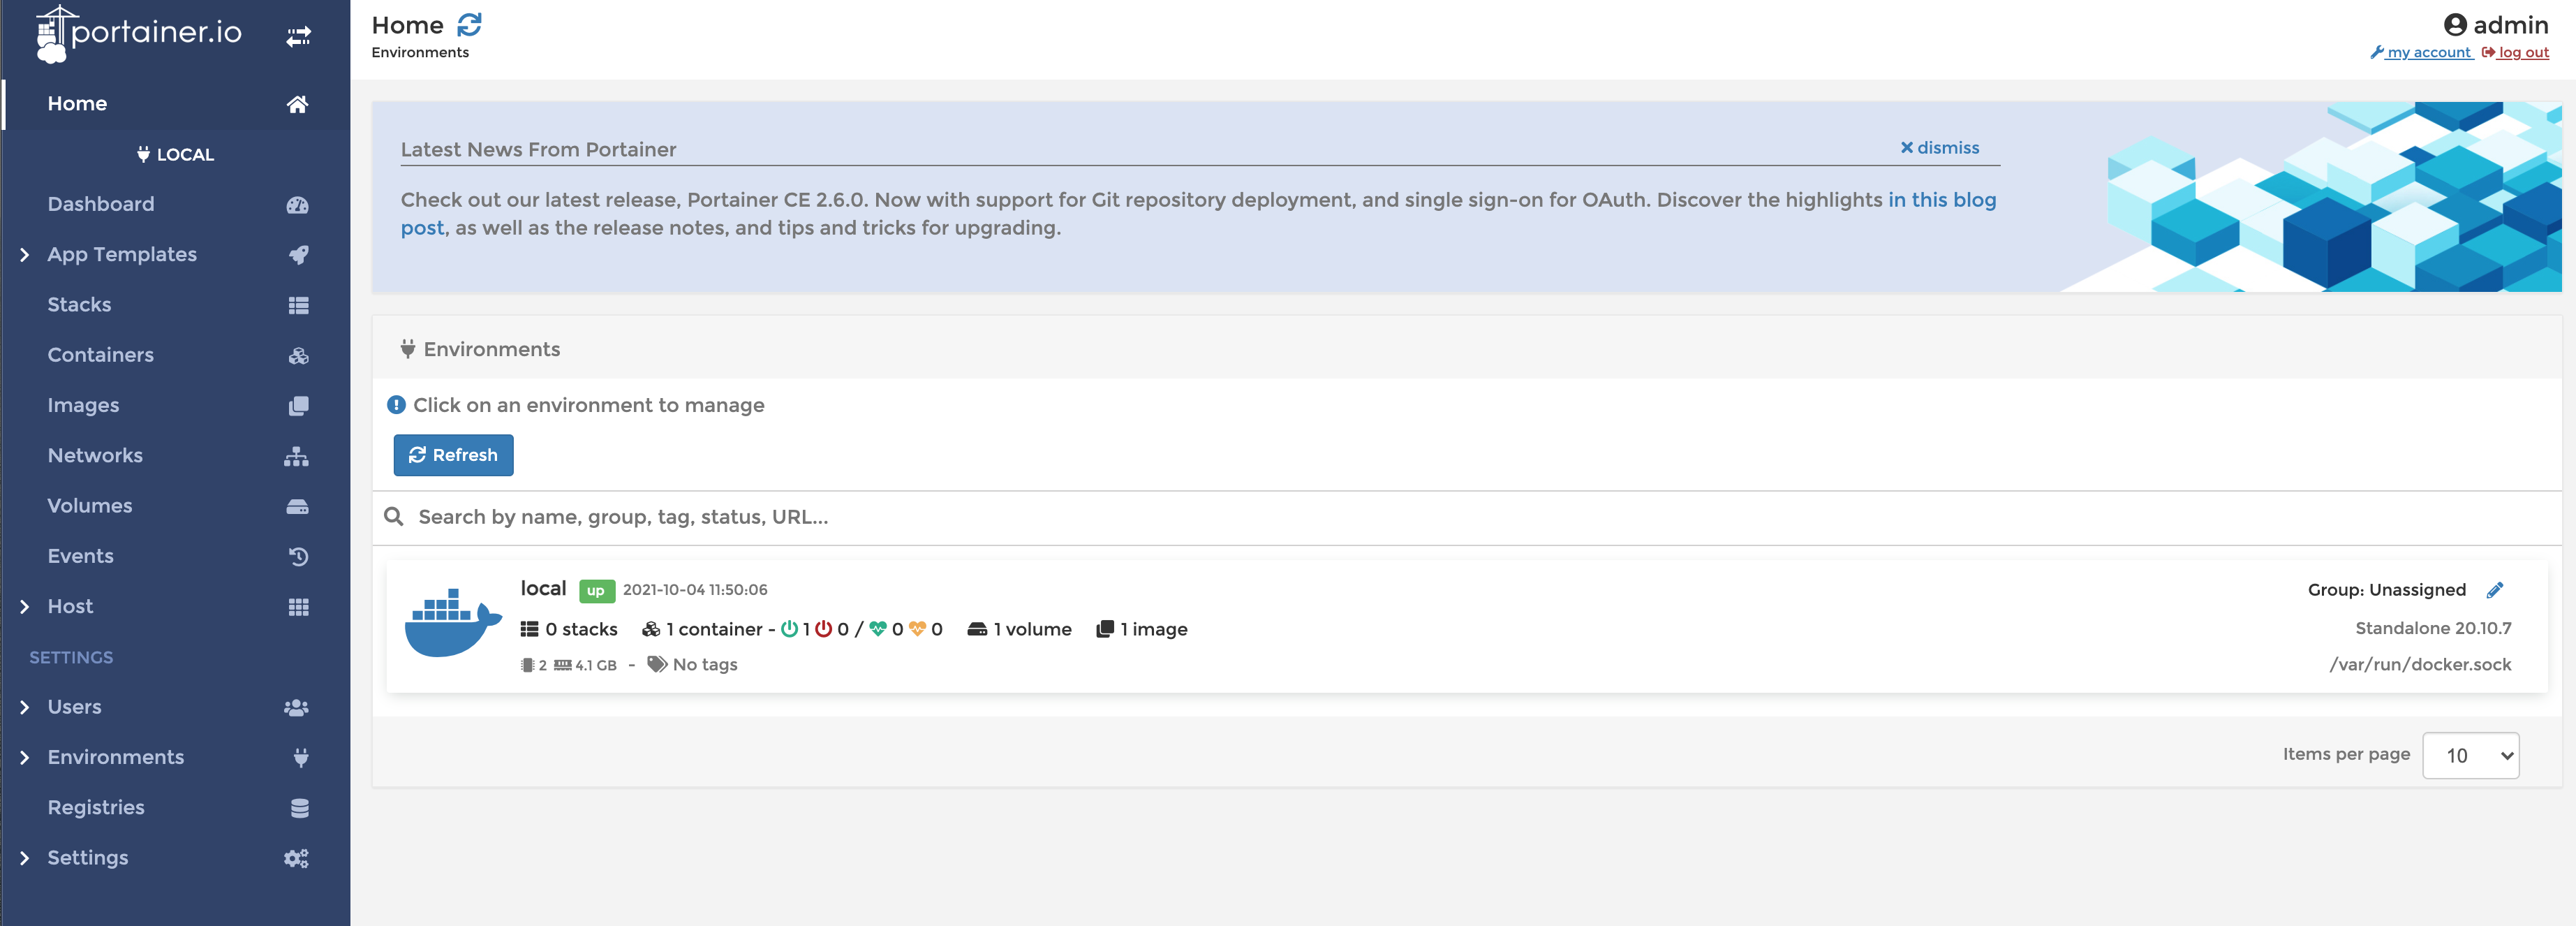 portainer.io
Home
LOCAL
Dashboard
App Templates
Stacks
Containers
Images
Networks
Volumes
Events
Host
SETTINGS
Users
Environments
Registries
Settings
Home
Environments
admin
my account log out
Latest News From Portainer
dismiss
Check out our latest release, Portainer CE 2.6.0. Now with support for Git repository deployment, and single sign-on for OAuth. Discover the highlights in this blog
post, as well as the release notes, and tips and tricks for upgrading.
Environments
Click on an environment to manage
Refresh
Search by name, group, tag, status, URL...
local up 2021-10-04 11:50:06
Group: Unassigned
0 stacks 1 container - 1 0 / 0 0 1 volume 1 image
Standalone 20.10.7
2 4.1 GB - No tags
/var/run/docker.sock
Items per page 10